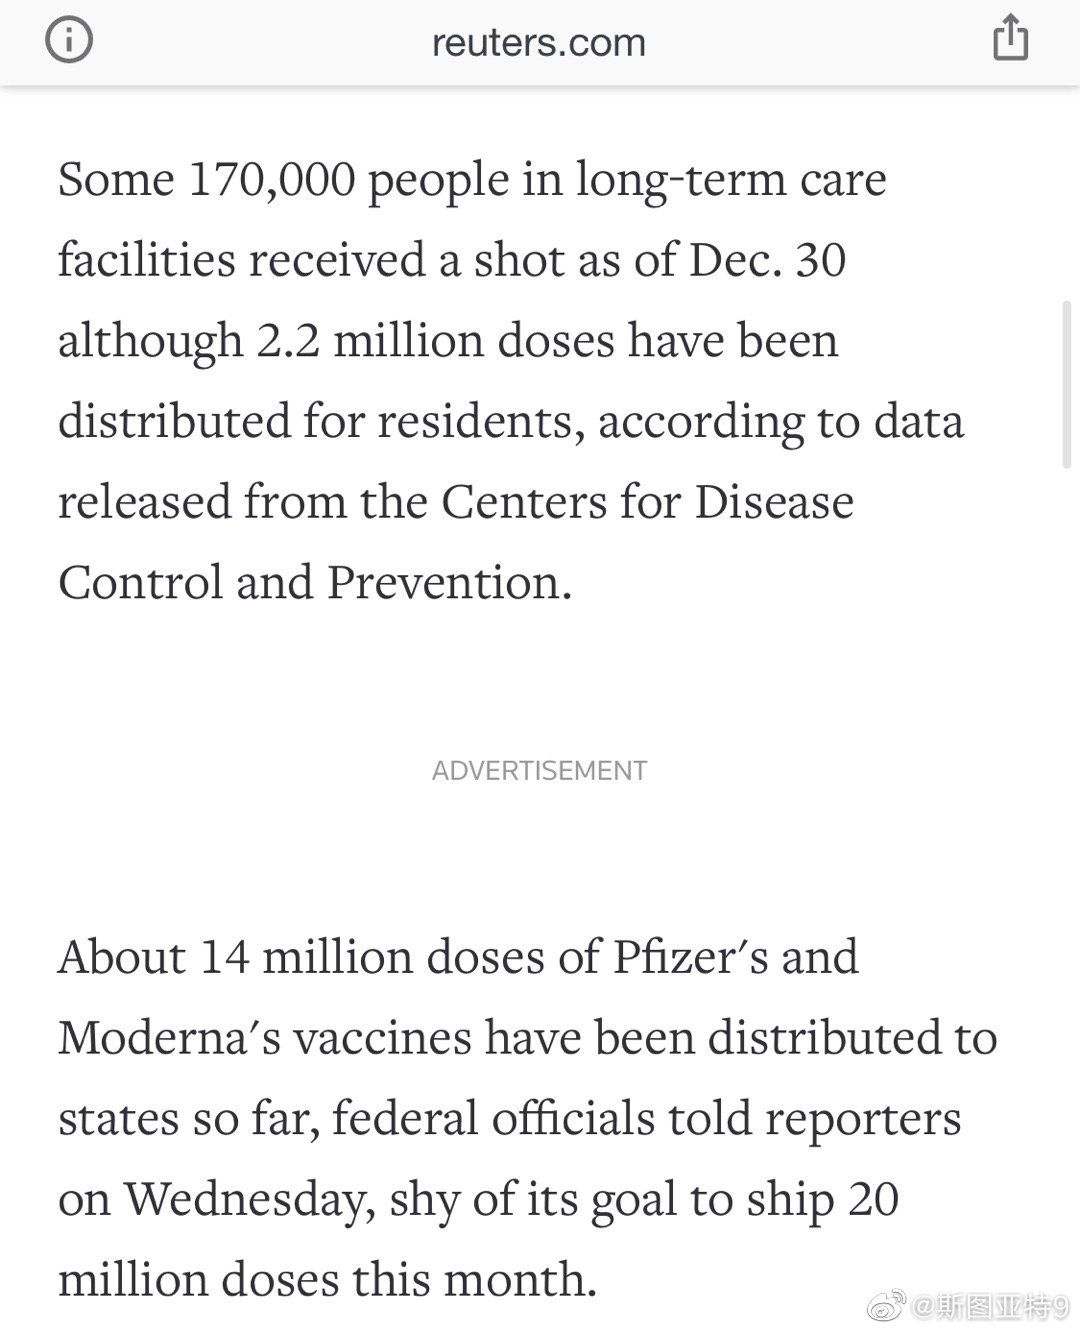 reuters.com
Some 170,000 people in long-term care
facilities received a shot as of Dec. 30
although 2.2 million doses have been
distributed for residents, according to data
released from the Centers for Disease
Control and Prevention.
ADVERTISEMENT
About 14 million doses of Pfizer's and
Moderna's vaccines have been distributed to
states so far, federal officials told reporters
on Wednesday, shy of its goal to ship 20
million doses this month.
@斯图亚特9